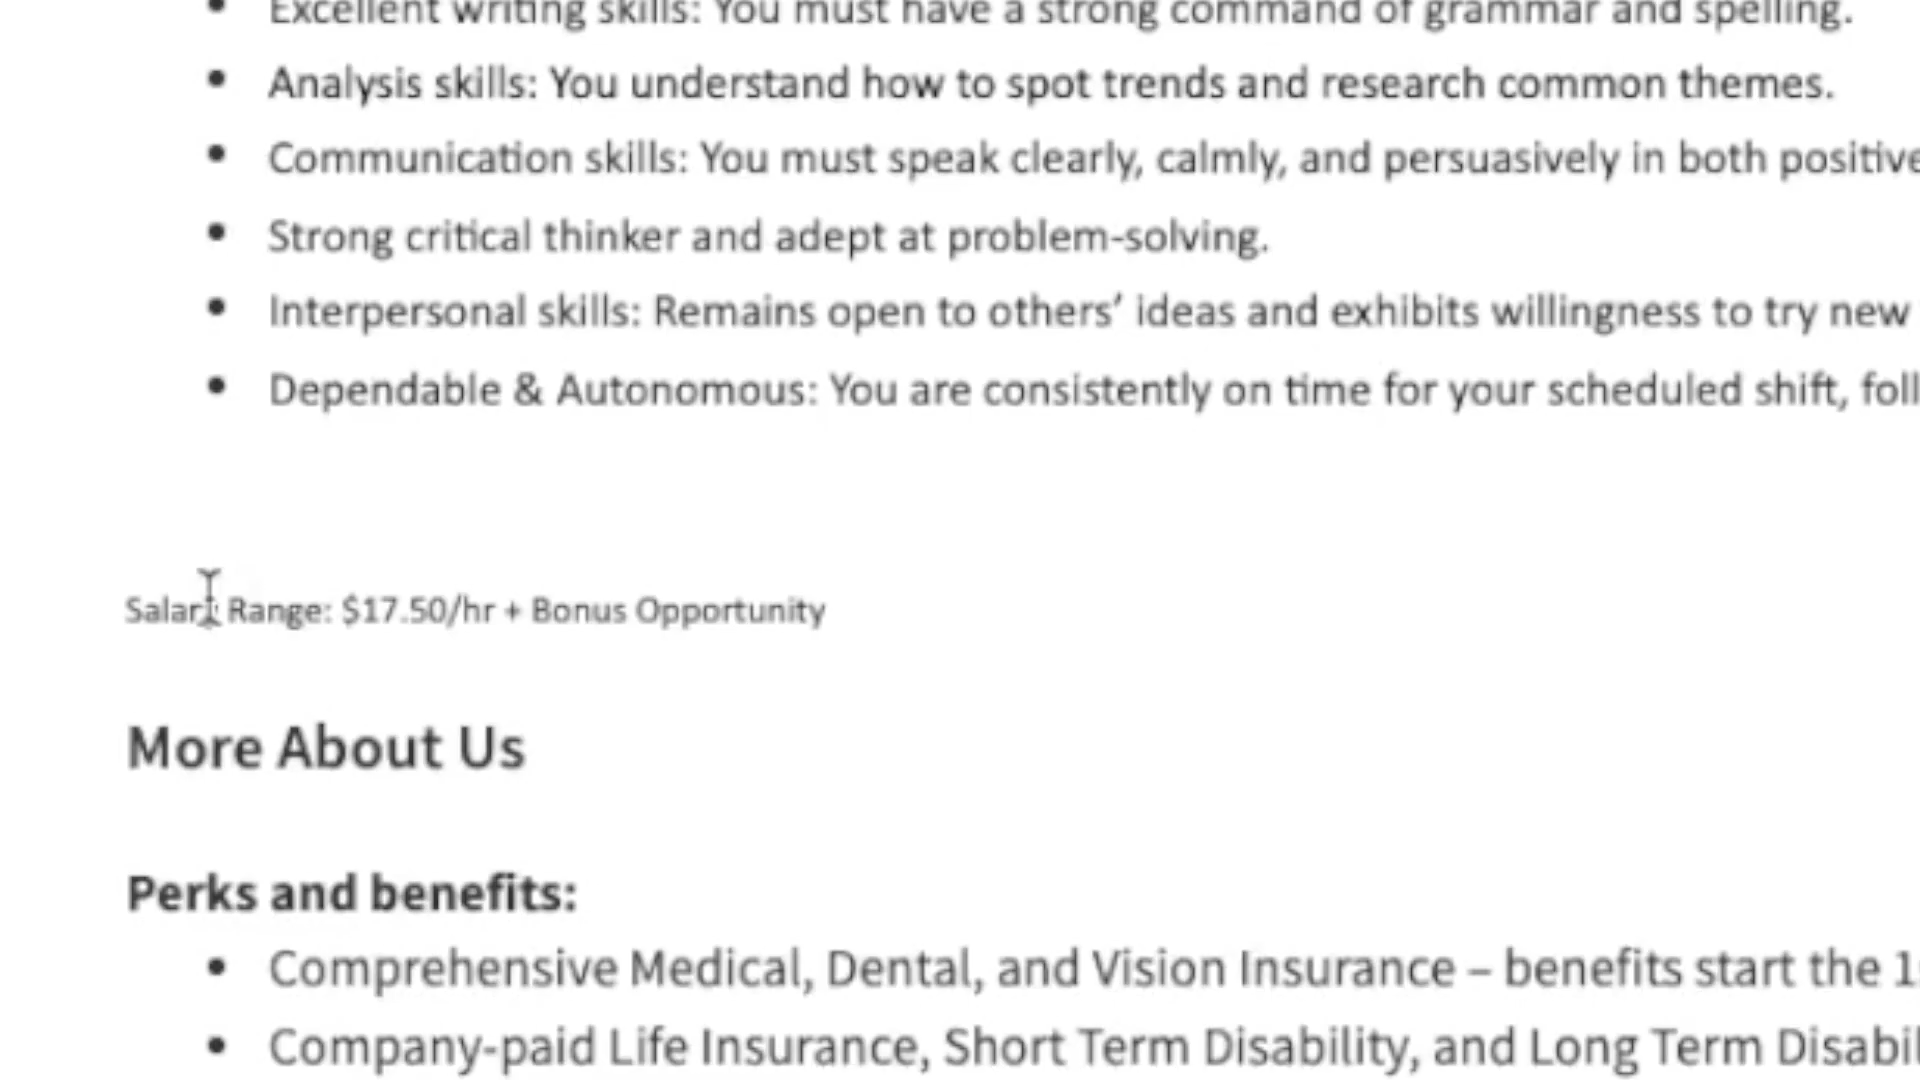 Excellent writing skills: You must have a strong command of grammar and spelling.
Analysis skills: You understand how to spot trends and research common themes.
Communication skills: You must speak clearly, calmly, and persuasively in both positive
Strong critical thinker and adept at problem-solving.
Interpersonal skills: Remains open to others’ ideas and exhibits willingness to try new
Dependable & Autonomous: You are consistently on time for your scheduled shift, foll
Salary Range: $17.50/hr + Bonus Opportunity
More About Us
Perks and benefits:
Comprehensive Medical, Dental, and Vision Insurance – benefits start the 1
Company-paid Life Insurance, Short Term Disability, and Long Term Disabil